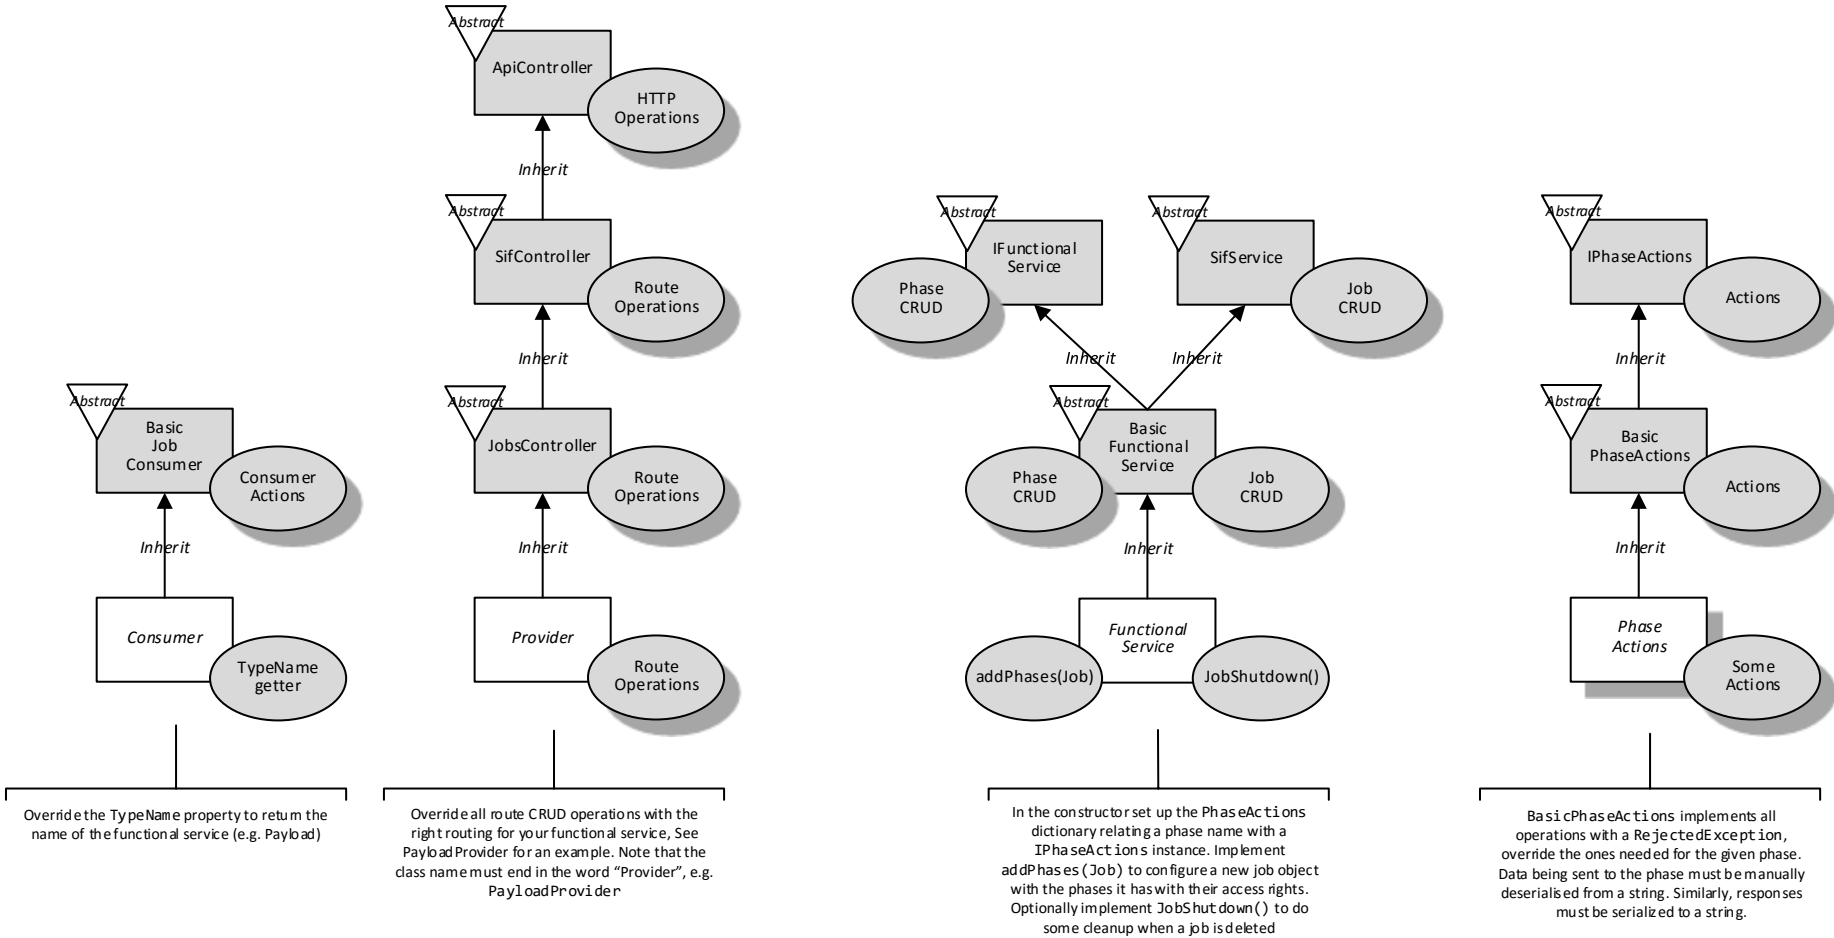 Abstract
ApiController
HTTP
Operations
Inherit
Abstract
SifController
Route
Operations
Inherit
Abstract
JobsController
Route
Operations
Inherit
Provider
Route
Operations
Abstract
Basic
Job
Consumer
Consumer
Actions
Inherit
Consumer
TypeName
getter
Abstract
IFunctional
Service
Phase
CRUD
Abstract
SifService
Job
CRUD
Inherit
Inherit
Abstract
Basic
Functional
Service
Phase
CRUD
Job
CRUD
Inherit
Functional
Service
addPhases(Job)
JobShutdown()
Abstract
IPhaseActions
Actions
Inherit
Abstract
Basic
PhaseActions
Actions
Inherit
Phase
Actions
Some
Actions
Override the TypeName property to return the
name of the functional service (e.g. Payload)
Override all route CRUD operations with the
right routing for your functional service, See
PayloadProvider for an example. Note that the
class name must end in the word “Provider”, e.g.
PayloadProvider
In the constructor set up the PhaseActions
dictionary relating a phase name with a
IPhaseActions instance. Implement
addPhases(Job) to configure a new job object
with the phases it has with their access rights.
Optionally implement JobShutdown() to do
some cleanup when a job is deleted
BasicPhaseActions implements all
operations with a RejectedException,
override the ones needed for the given phase.
Data being sent to the phase must be manually
deserialised from a string. Similarly, responses
must be serialized to a string.